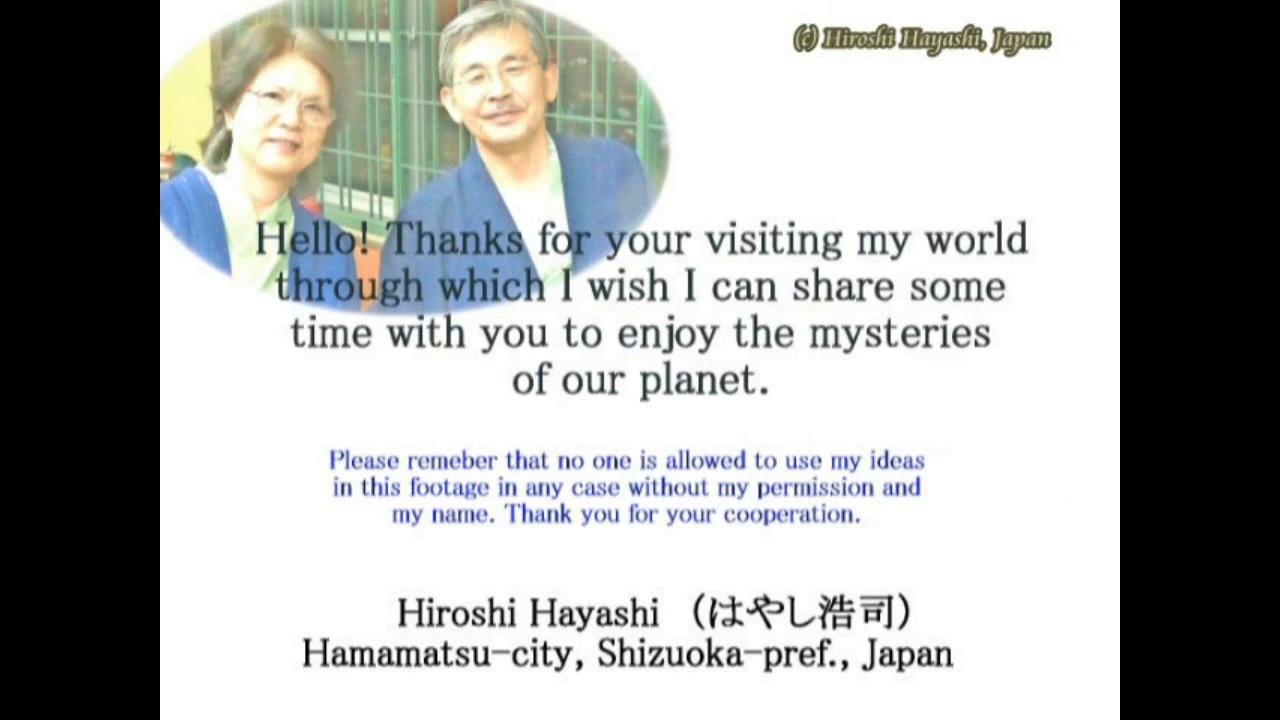 (c) Hiroshi Hayashi, Japan
Hello! Thanks for your visiting my world
through which I wish I can share some
time with you to enjoy the mysteries
of our planet.
Please remeber that no one is allowed to use my ideas
in this footage in any case without my permission and
my name. Thank you for your cooperation.
Hiroshi Hayashi （はやし浩司）
Hamamatsu-city, Shizuoka-pref., Japan